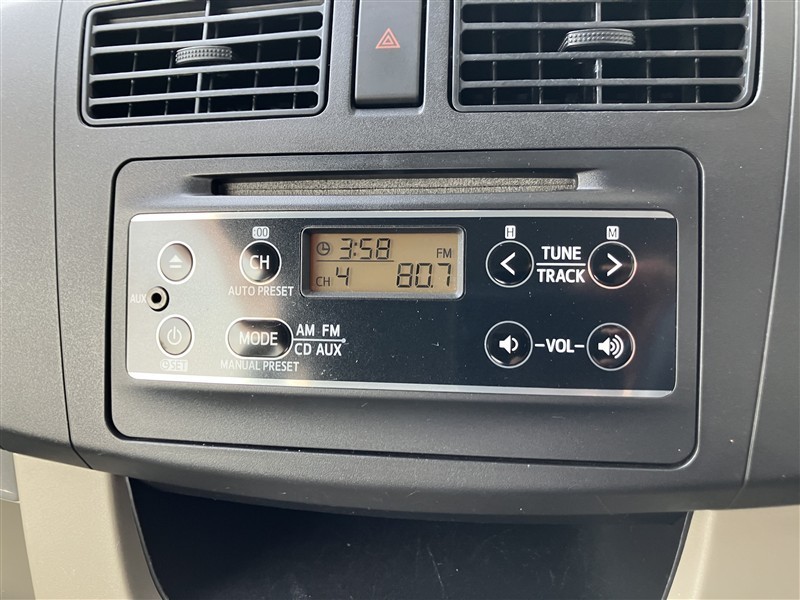 :00
H
M
3:58
FM
CH
TUNE
CH 4
80.7
TRACK
AUX
AUTO PRESET
AM FM
MODE
-VOL-
CD AUX
SET
MANUAL PRESET